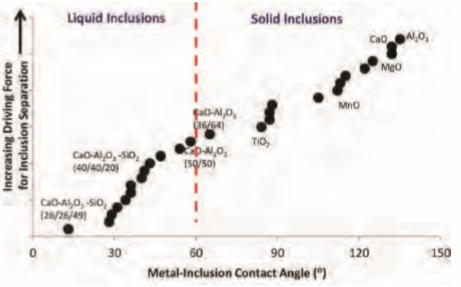 Liquid Inclusions
Solid Inclusions
Increasing Driving Force
for Inclusion Separation
CaO
Al₂O₃
MgO
MnO
CaO-Al₂O₃
(36/64)
TiO₂
CaO-Al₂O₃
[50/50)
CaO-Al₂O₃ -SiO₂
(40/40/20)
CaO-Al₂O₃ -SiO₂
(26/26/49]
0
30
60
90
120
150
Metal-Inclusion Contact Angle (°)